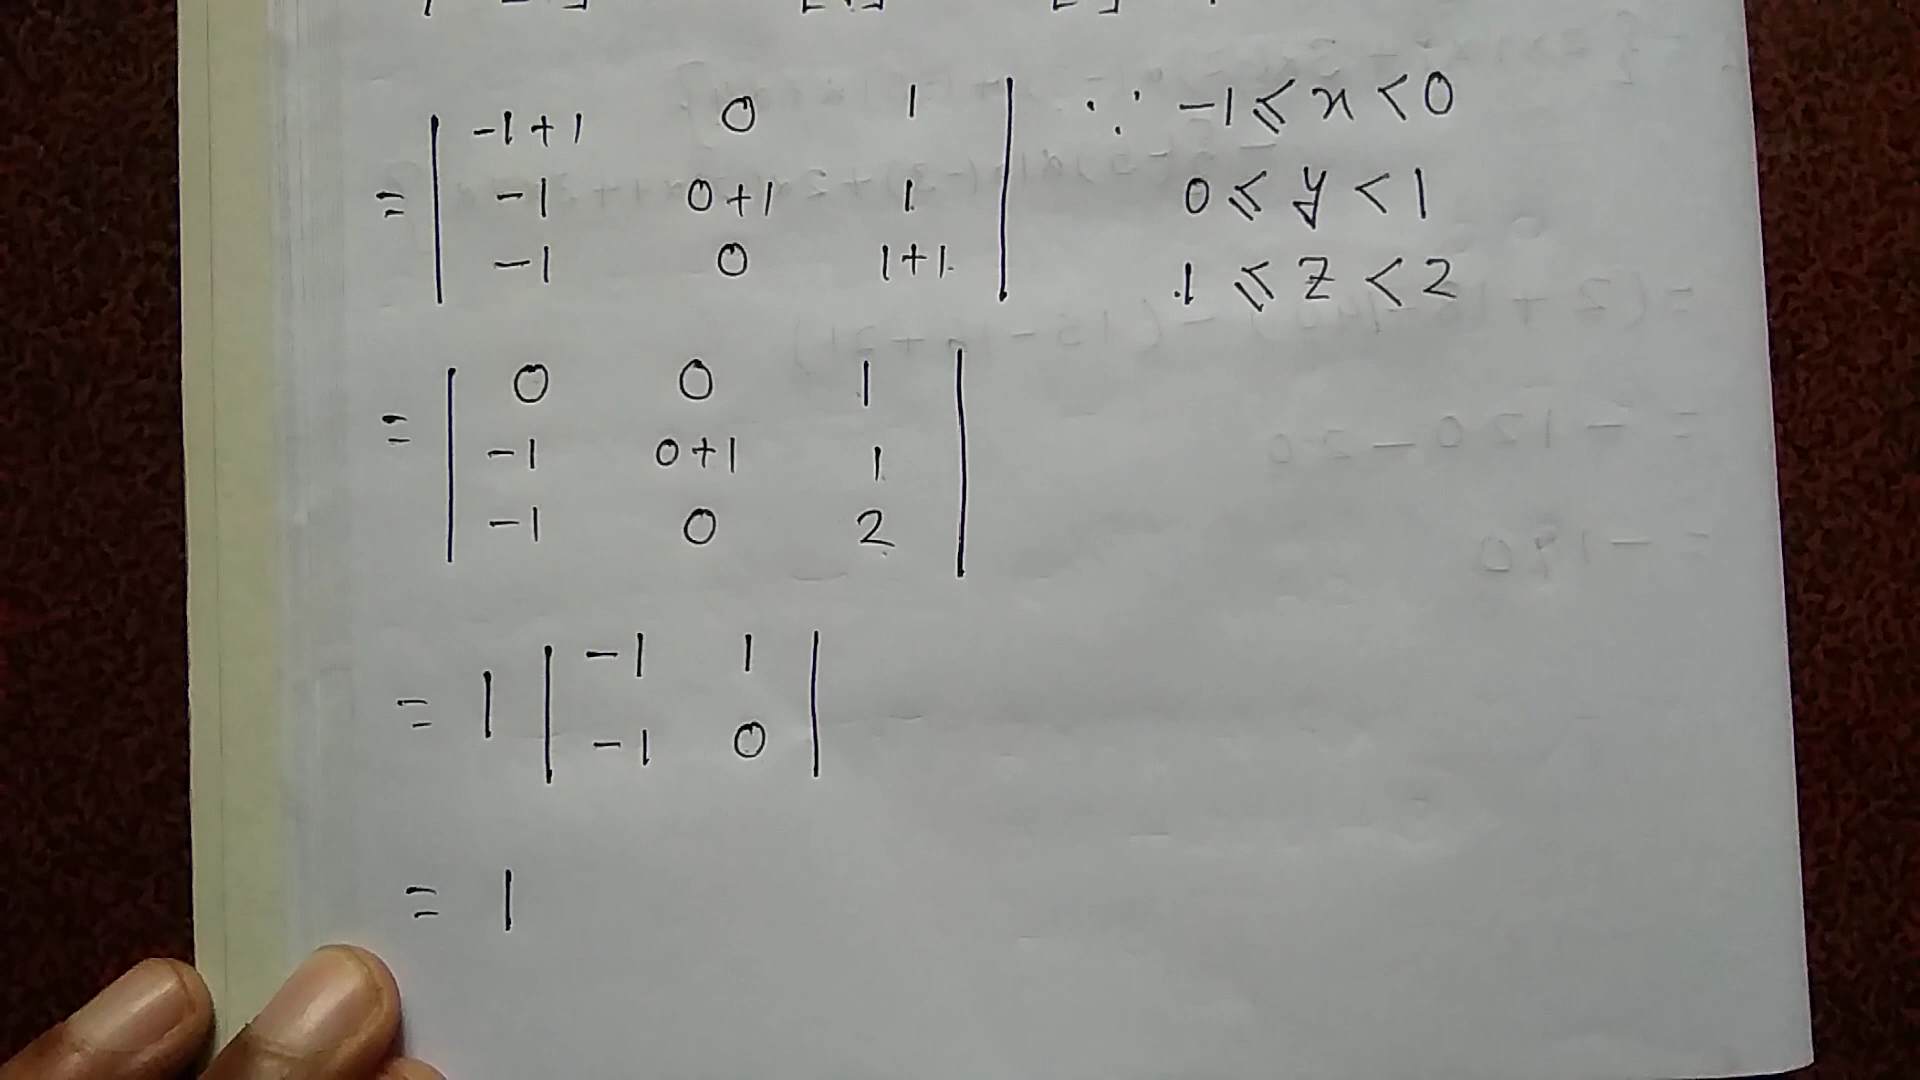 = | -1+1 0 1 | ∵ -1 ⩽ x < 0
| -1 0+1 1 | 0 ⩽ y < 1
| -1 0 1+1 | 1 ⩽ z < 2
= | 0 0 1 |
| -1 0+1 1 |
| -1 0 2 |
= 1 | -1 1 |
| -1 0 |
= 1